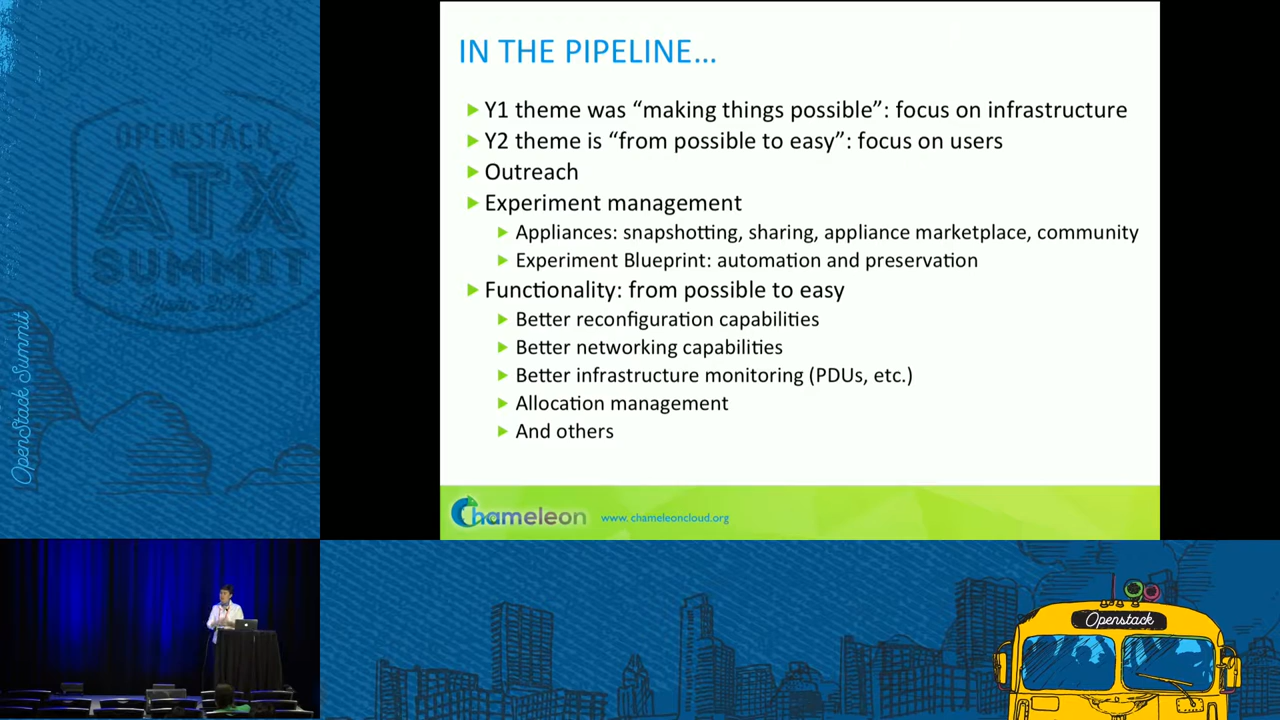 IN THE PIPELINE...
Y1 theme was “making things possible”: focus on infrastructure
Y2 theme is “from possible to easy”: focus on users
Outreach
Experiment management
Appliances: snapshotting, sharing, appliance marketplace, community
Experiment Blueprint: automation and preservation
Functionality: from possible to easy
Better reconfiguration capabilities
Better networking capabilities
Better infrastructure monitoring (PDUs, etc.)
Allocation management
And others
Chameleon
www.chameleoncloud.org
OPENSTACK
ATX
SUMMIT
OpenStack Summit
Openstack